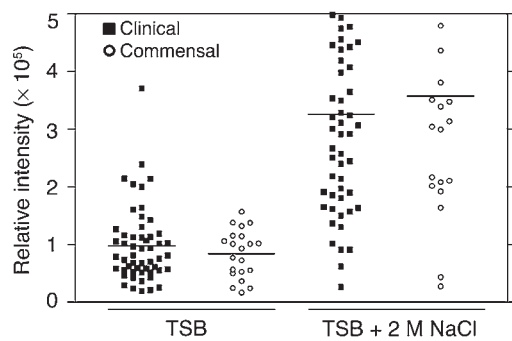 5
4
3
2
1
0
Relative intensity (× 10⁵)
Clinical
Commensal
TSB
TSB + 2 M NaCl